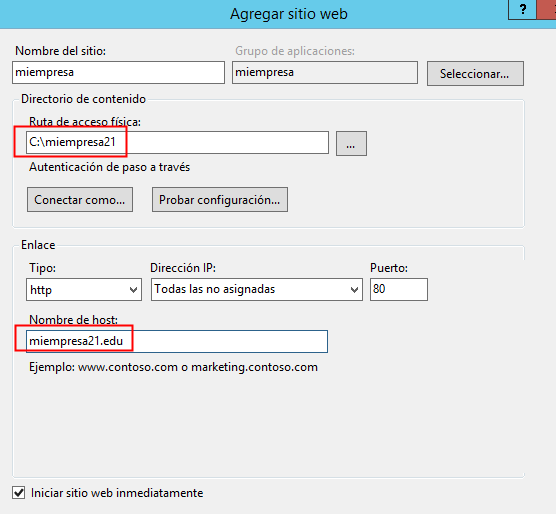 Agregar sitio web
?
Nombre del sitio:
Grupo de aplicaciones:
miempresa
miempresa
Seleccionar...
Directorio de contenido
Ruta de acceso física:
C:\miempresa21
...
Autenticación de paso a través
Conectar como...
Probar configuración...
Enlace
Tipo:
Dirección IP:
Puerto:
http
Todas las no asignadas
80
Nombre de host:
miempresa21.edu
Ejemplo: www.contoso.com o marketing.contoso.com
Iniciar sitio web inmediatamente